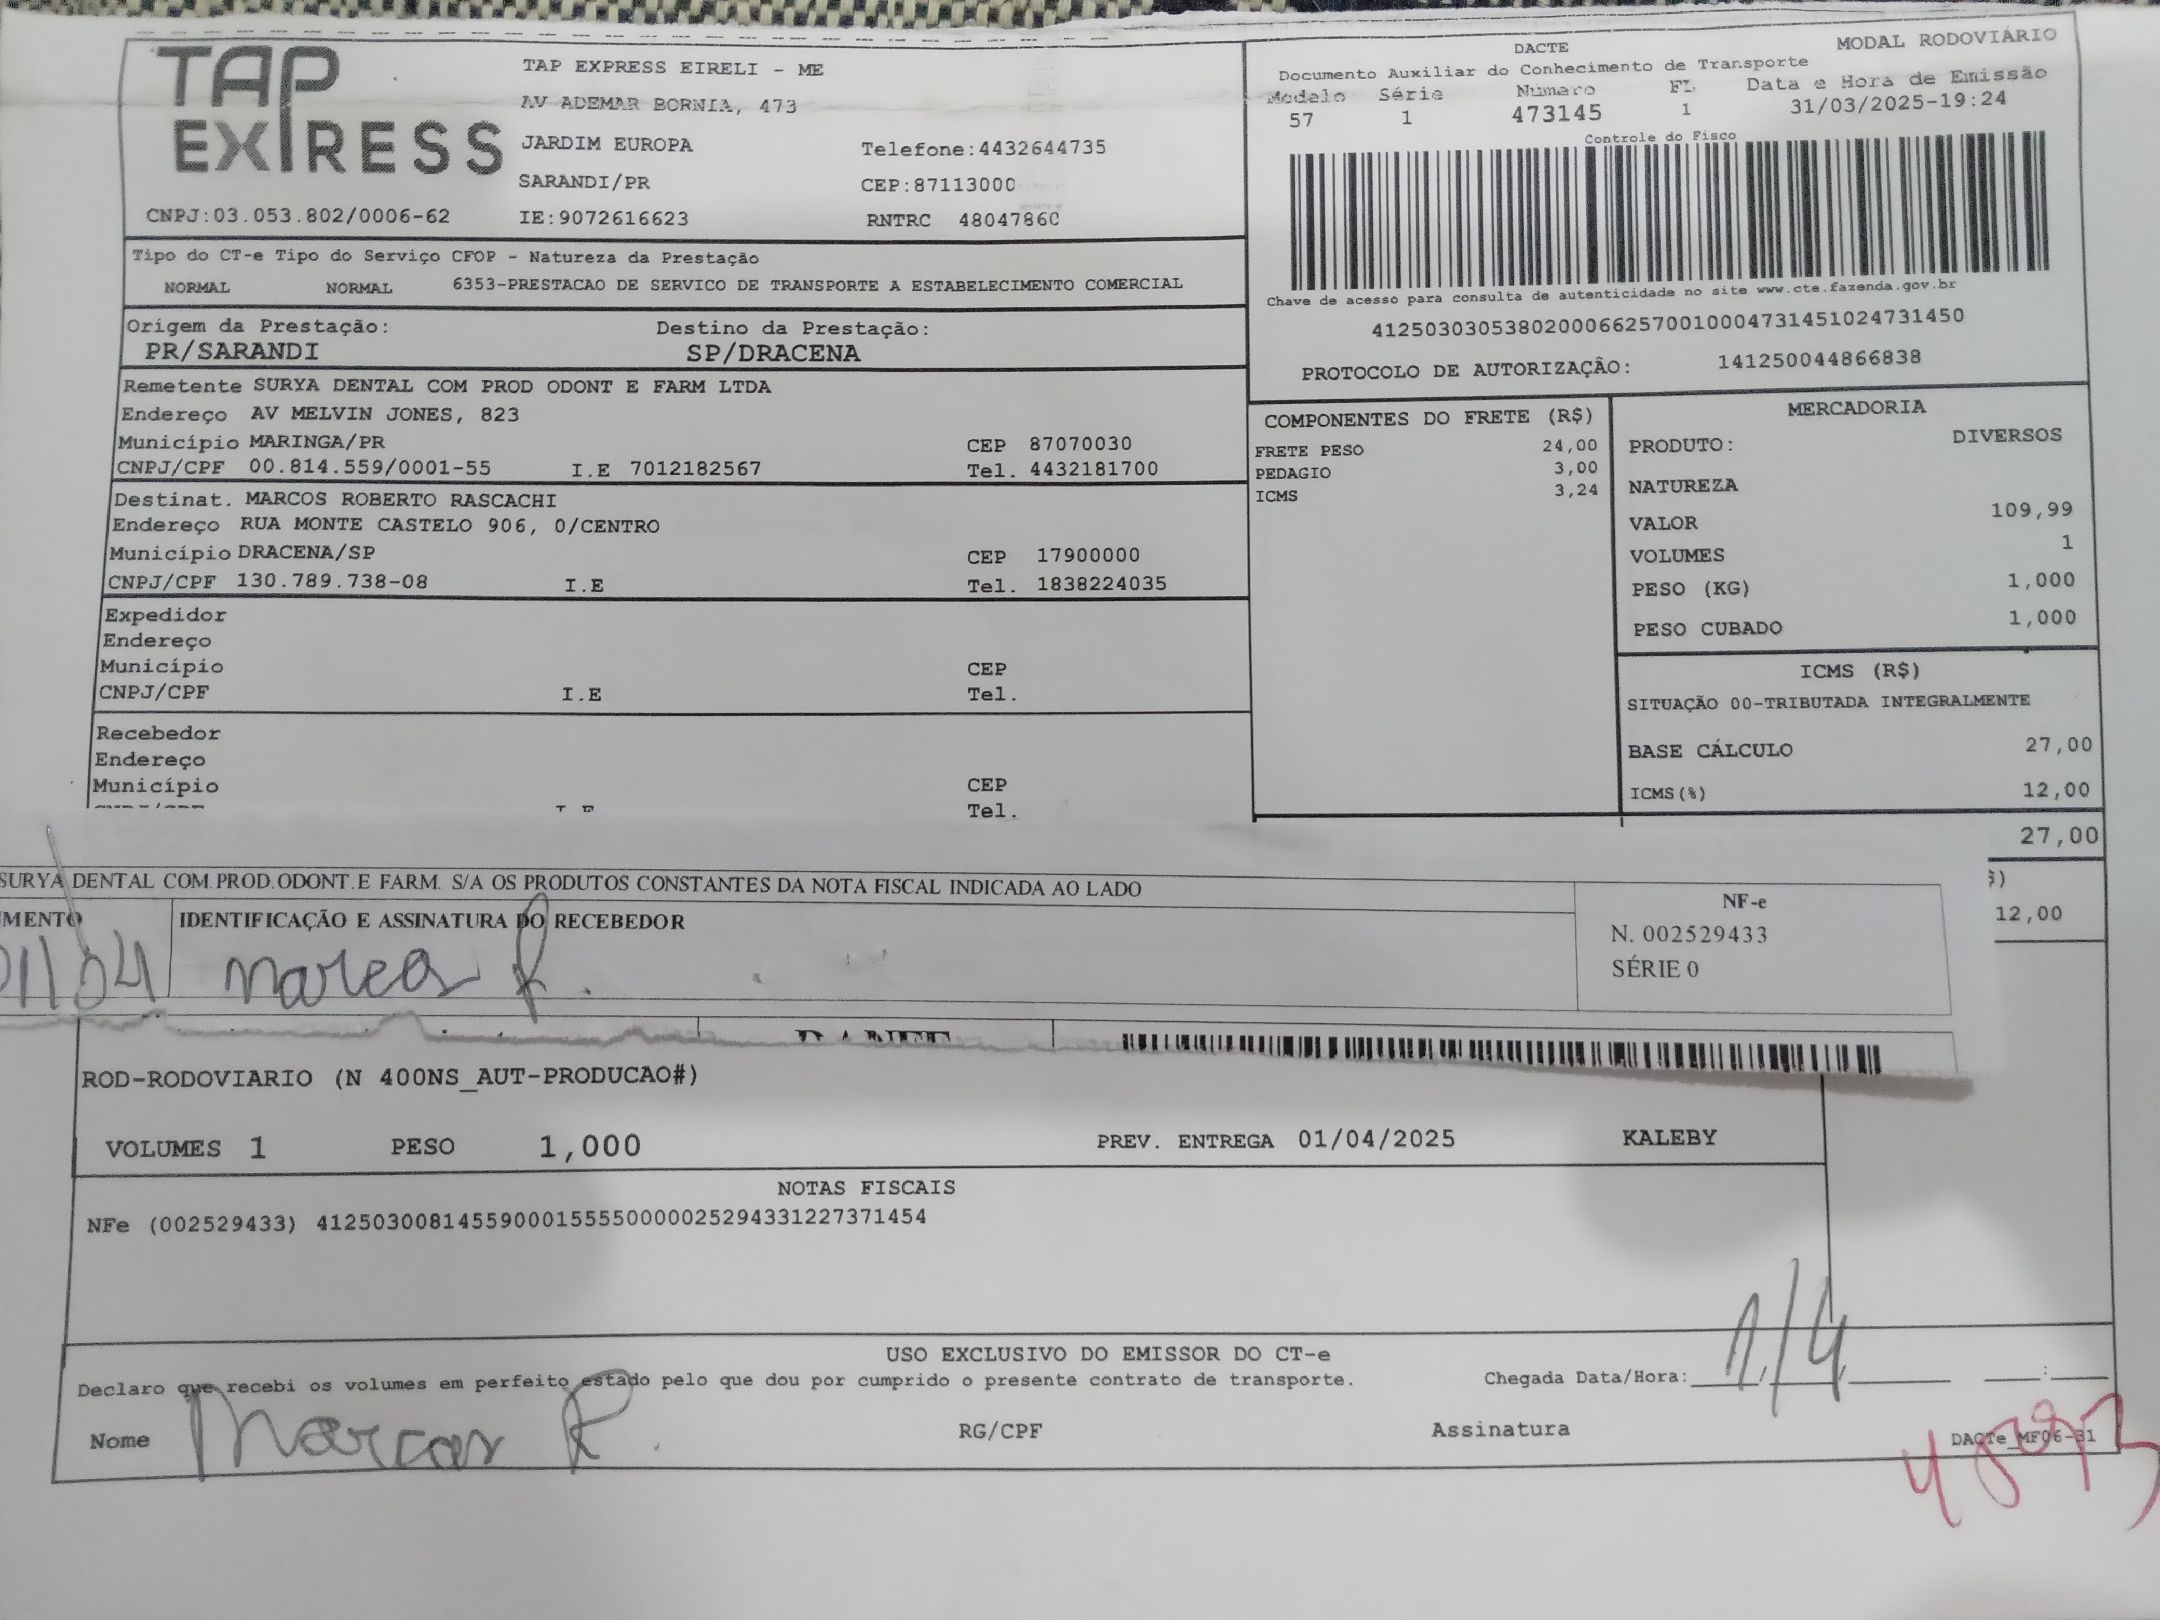 TAP EXPRESS
TAP EXPRESS EIRELI - ME
AV ADEMAR BORNIA, 473
JARDIM EUROPA Telefone:4432644735
SARANDI/PR CEP:87113000
CNPJ:03.053.802/0006-62 IE:9072616623 RNTRC 48047860
DACTE MODAL RODOVIÁRIO
Documento Auxiliar do Conhecimento de Transporte
Modelo Série Número FL Data e Hora de Emissão
57 1 473145 1 31/03/2025-19:24
Controle do Fisco
Chave de acesso para consulta de autenticidade no site www.cte.fazenda.gov.br
41250303053802000662570010004731451024731450
PROTOCOLO DE AUTORIZAÇÃO: 141250044866838
Tipo do CT-e Tipo do Serviço CFOP - Natureza da Prestação
NORMAL NORMAL 6353-PRESTACAO DE SERVICO DE TRANSPORTE A ESTABELECIMENTO COMERCIAL
Origem da Prestação: Destino da Prestação:
PR/SARANDI SP/DRACENA
Remetente SURYA DENTAL COM PROD ODONT E FARM LTDA
Endereço AV MELVIN JONES, 823
Município MARINGA/PR CEP 87070030
CNPJ/CPF 00.814.559/0001-55 I.E 7012182567 Tel. 4432181700
Destinat. MARCOS ROBERTO RASCACHI
Endereço RUA MONTE CASTELO 906, 0/CENTRO
Município DRACENA/SP CEP 17900000
CNPJ/CPF 130.789.738-08 I.E Tel. 1838224035
Expedidor
Endereço
Município CEP
CNPJ/CPF I.E Tel.
Recebedor
Endereço
Município CEP
CNPJ/CPF I.E Tel.
COMPONENTES DO FRETE (R$)
FRETE PESO 24,00
PEDAGIO 3,00
ICMS 3,24
MERCADORIA
PRODUTO: DIVERSOS
NATUREZA
VALOR 109,99
VOLUMES 1
PESO (KG) 1,000
PESO CUBADO 1,000
ICMS (R$)
SITUAÇÃO 00-TRIBUTADA INTEGRALMENTE
BASE CÁLCULO 27,00
ICMS(%) 12,00
27,00
$)
12,00
SURYA DENTAL COM.PROD.ODONT.E FARM. S/A OS PRODUTOS CONSTANTES DA NOTA FISCAL INDICADA AO LADO
MENTO IDENTIFICAÇÃO E ASSINATURA DO RECEBEDOR
01/04 Marcos R.
NF-e
N. 002529433
SÉRIE 0
DANFE
ROD-RODOVIARIO (N 400NS_AUT-PRODUCAO#)
VOLUMES 1 PESO 1,000 PREV. ENTREGA 01/04/2025 KALEBY
NOTAS FISCAIS
NFe (002529433) 41250300814559000155550000025294331227371454
USO EXCLUSIVO DO EMISSOR DO CT-e
Declaro que recebi os volumes em perfeito estado pelo que dou por cumprido o presente contrato de transporte. Chegada Data/Hora: 1/4
Nome Marcos R. RG/CPF Assinatura
DACTe_MF06-31